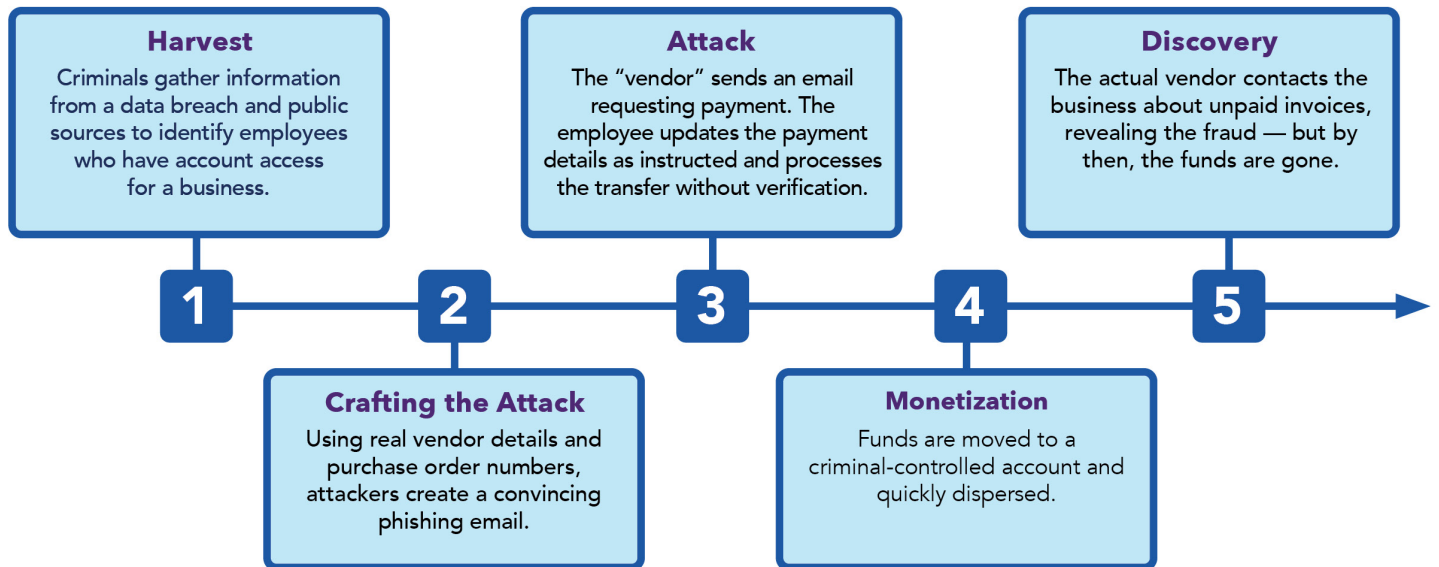 Harvest
Criminals gather information
from a data breach and public
sources to identify employees
who have account access
for a business.
1
2
Crafting the Attack
Using real vendor details and
purchase order numbers,
attackers create a convincing
phishing email.
Attack
The “vendor” sends an email
requesting payment. The
employee updates the payment
details as instructed and processes
the transfer without verification.
3
4
Monetization
Funds are moved to a
criminal-controlled account and
quickly dispersed.
Discovery
The actual vendor contacts the
business about unpaid invoices,
revealing the fraud — but by
then, the funds are gone.
5